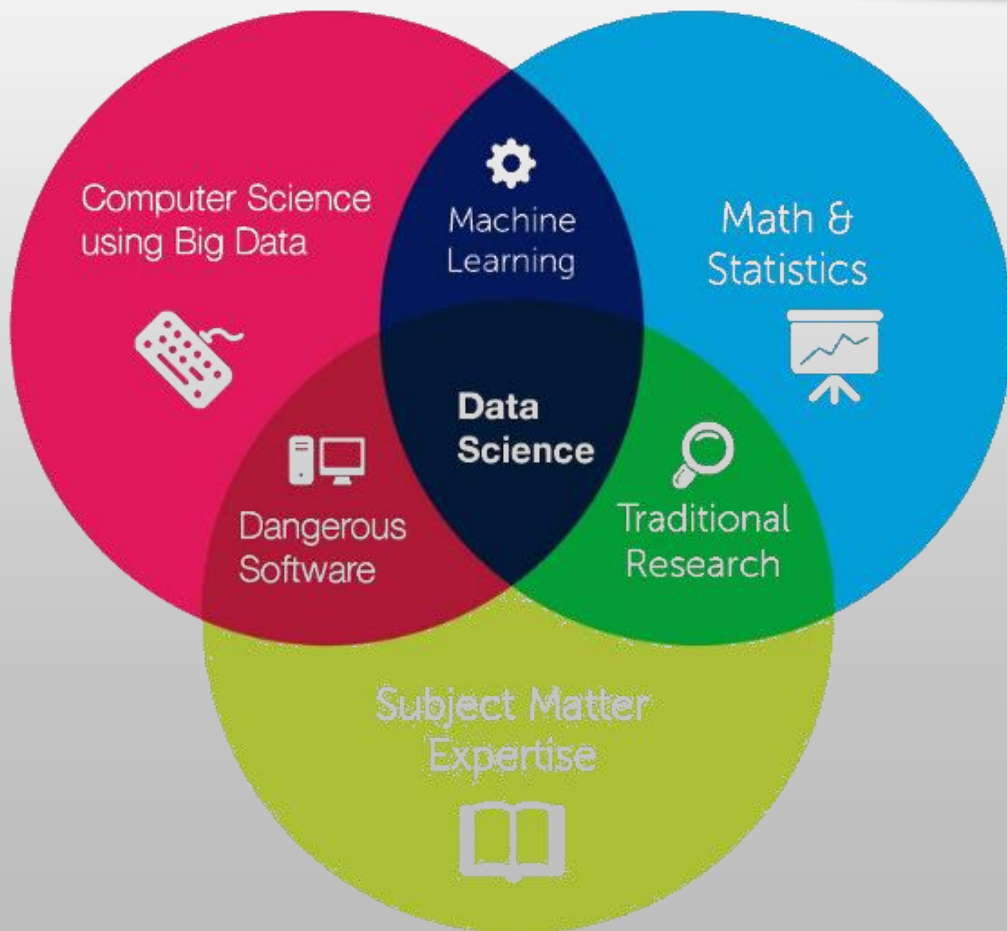 Computer Science
using Big Data
Machine
Learning
Math &
Statistics
Data
Science
Dangerous
Software
Traditional
Research
Subject Matter
Expertise